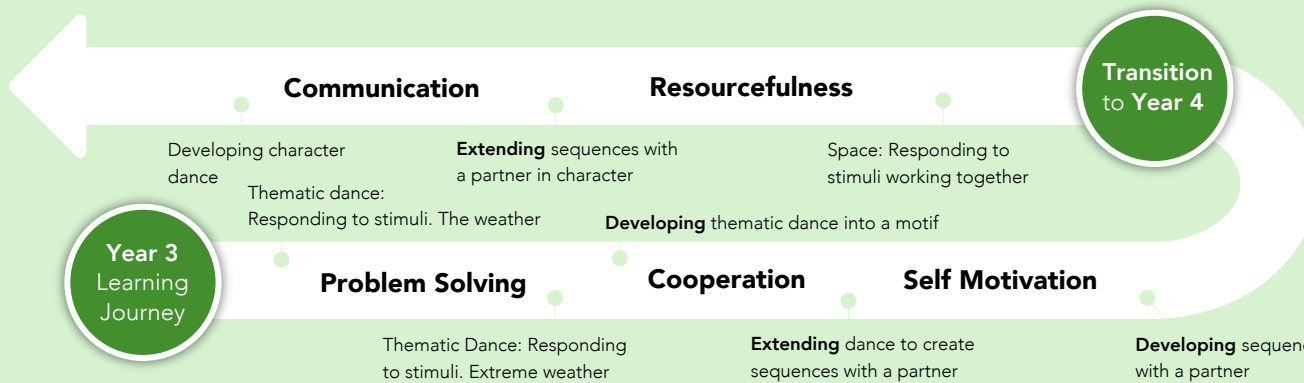 Communication
Resourcefulness
Transition
to Year 4
Developing character
dance
Extending sequences with
a partner in character
Space: Responding to
stimuli working together
Thematic dance:
Responding to stimuli. The weather
Developing thematic dance into a motif
Year 3
Learning
Journey
Problem Solving
Cooperation
Self Motivation
Thematic Dance: Responding
to stimuli. Extreme weather
Extending dance to create
sequences with a partner
Developing
with a partner